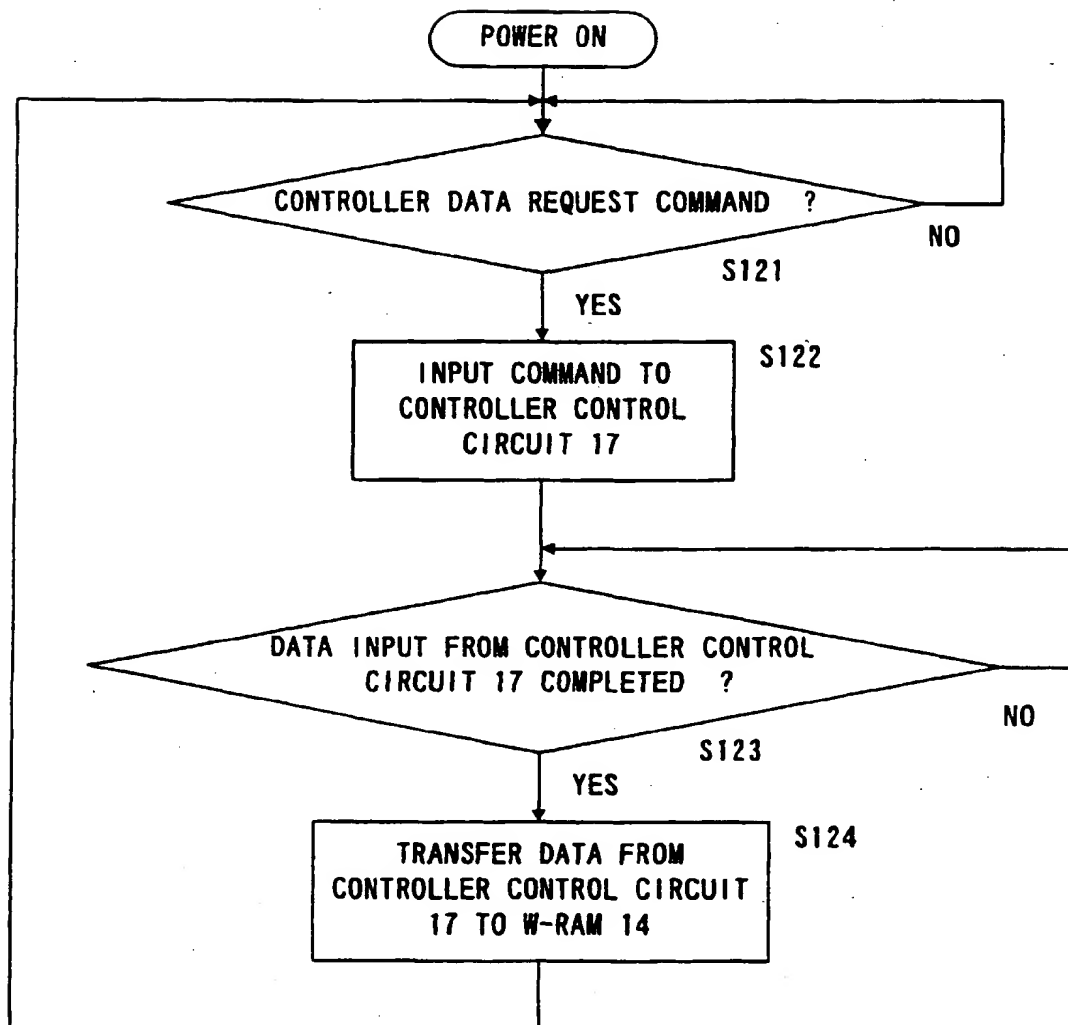 POWER ON
CONTROLLER DATA REQUEST COMMAND ?
NO
S121
YES
S122
INPUT COMMAND TO
CONTROLLER CONTROL
CIRCUIT 17
DATA INPUT FROM CONTROLLER CONTROL
CIRCUIT 17 COMPLETED ?
NO
S123
YES
S124
TRANSFER DATA FROM
CONTROLLER CONTROL CIRCUIT
17 TO W-RAM 14